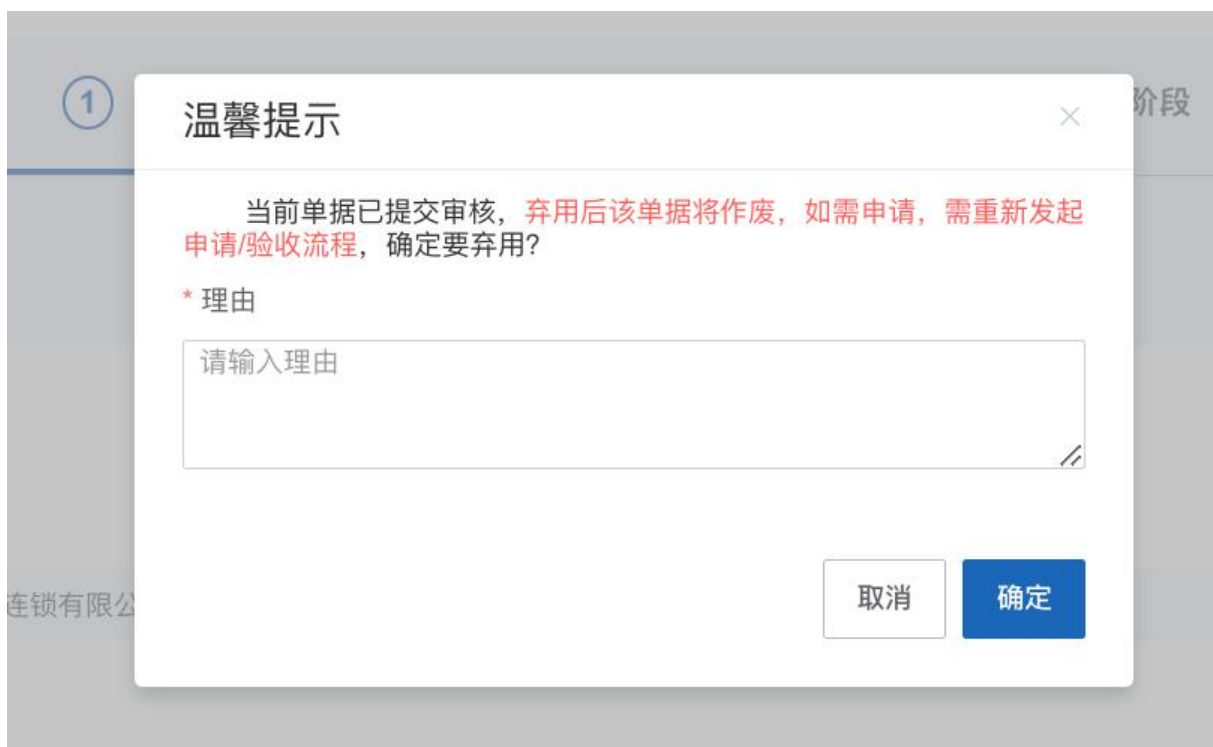 1
阶段
温馨提示
当前单据已提交审核，弃用后该单据将作废，如需申请，需重新发起
申请/验收流程，确定要弃用?
* 理由
请输入理由
取消 确定
连锁有限公